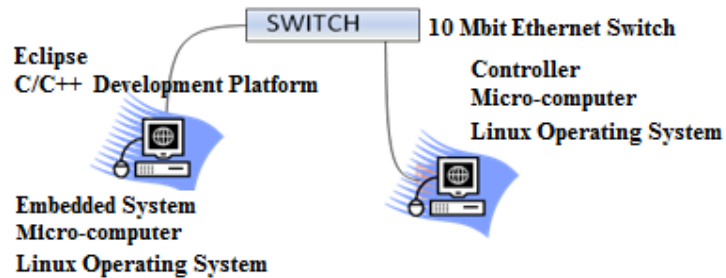 SWITCH
10 Mbit Ethernet Switch
Eclipse
C/C++ Development Platform
Controller
Micro-computer
Linux Operating System
Embedded System
Micro-computer
Linux Operating System